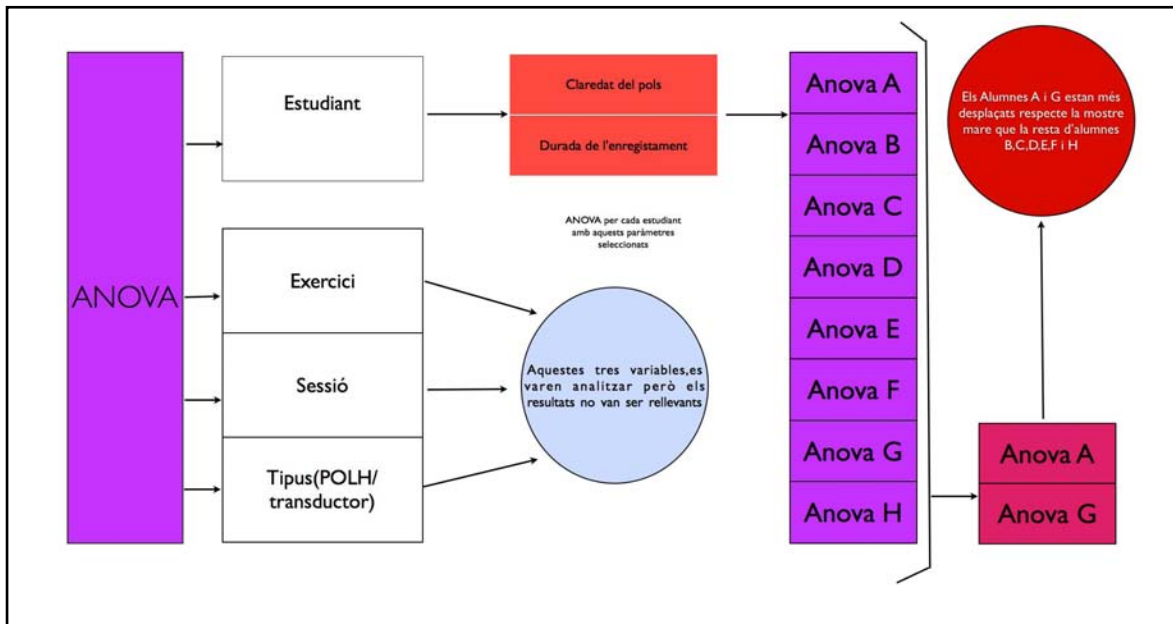 ANOVA
Estudiant
Exercici
Sessió
Tipus(POLH/
transductor)
Claredat del pols
Durada de l'enregistament
ANOVA per cada estudiant
amb aquests paràmetres
seleccionats
Aquestes tres variables,es
varen analitzar però els
resultats no van ser rellevants
Anova A
Anova B
Anova C
Anova D
Anova E
Anova F
Anova G
Anova H
Els Alumnes A i G estan més
desplaçats respecte la mostre
mare que la resta d'alumnes
B,C,D,E,F i H
Anova A
Anova G